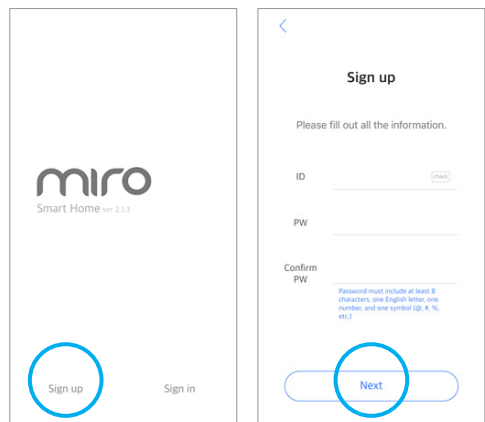 miro
Smart Home ver 2.1.3
Sign up
Sign in
Sign up
Please fill out all the information.
ID
check
PW
Confirm
PW
Password must include at least 8
characters, one English letter, one
number, and one symbol (@, #, %,
etc.)
Next